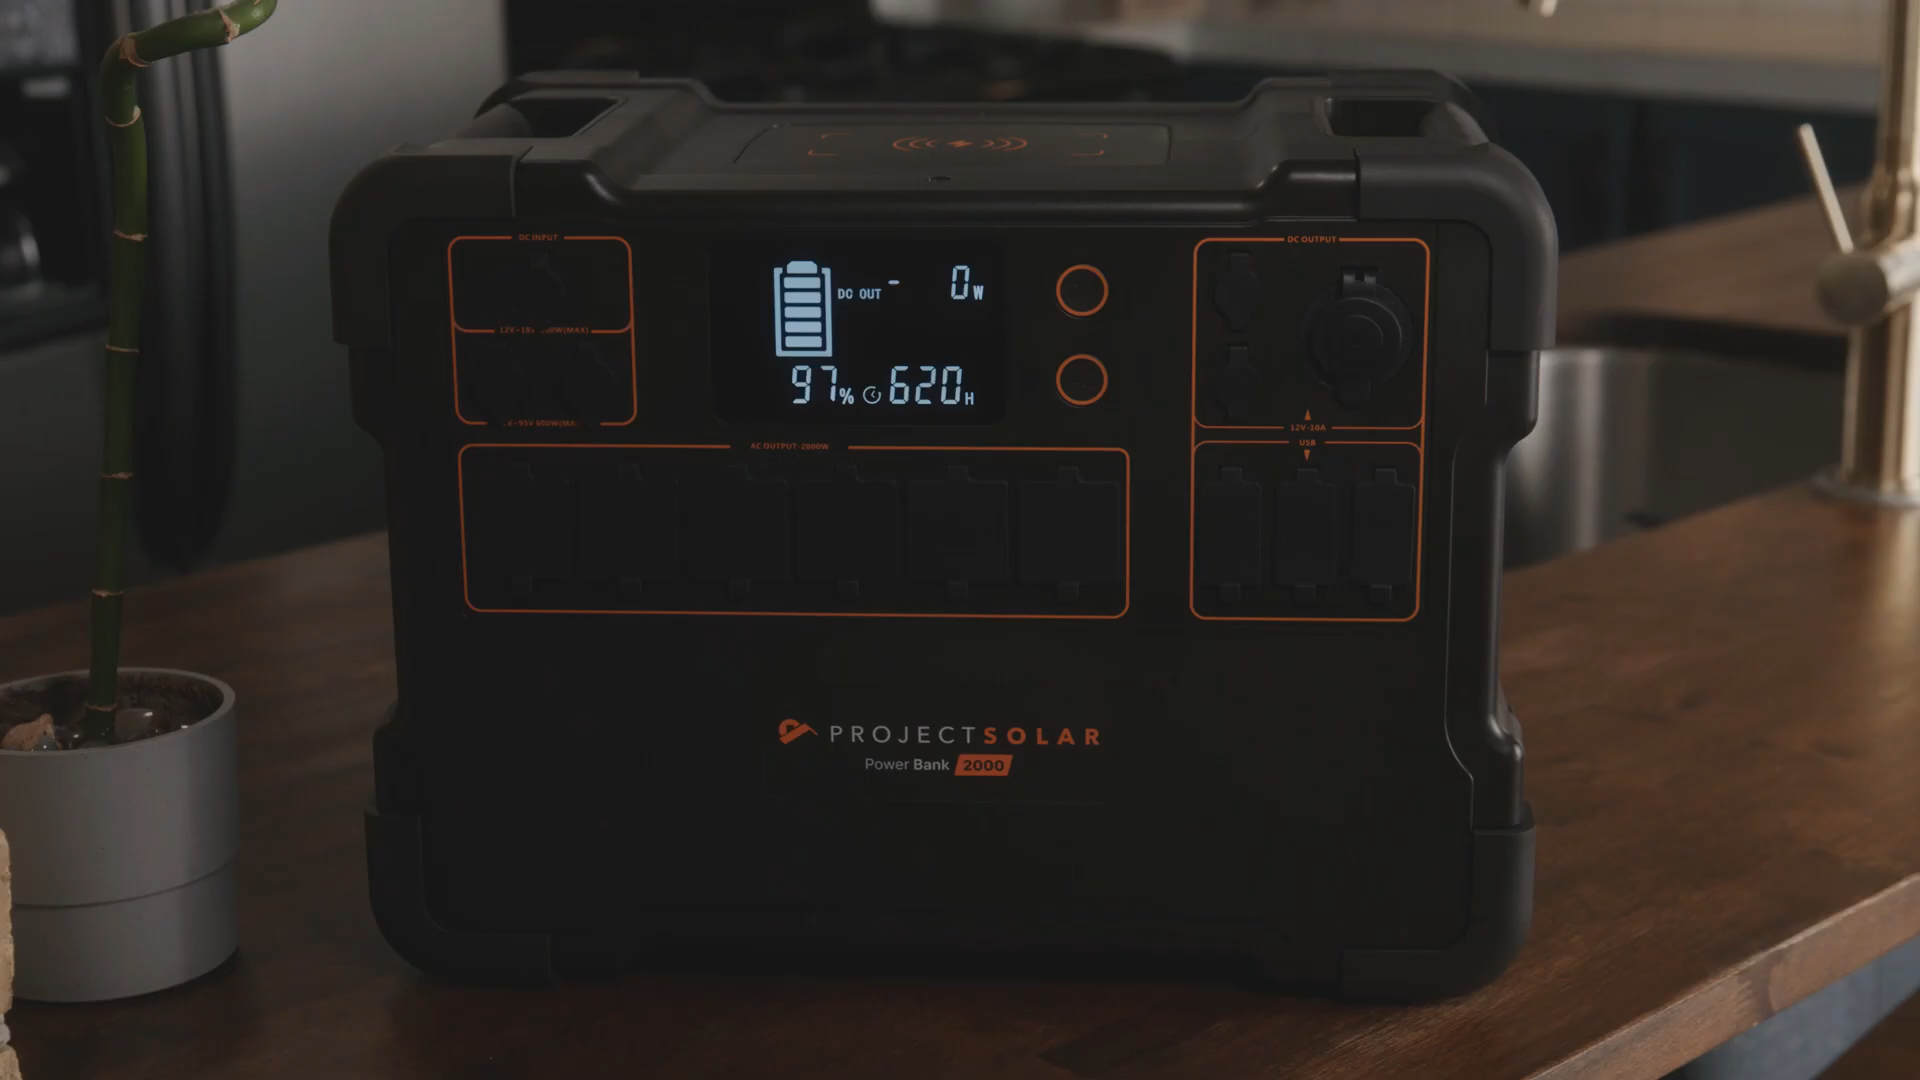 DC INPUT
DC OUT - 0W
97% 620H
DC OUTPUT
12V-10A
USB
AC OUTPUT-2000W
PROJECTSOLAR
Power Bank 2000